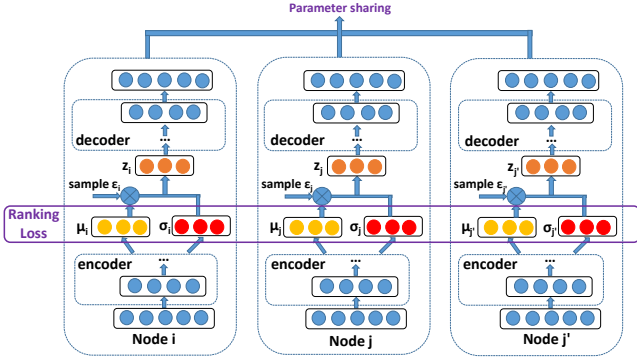 Parameter sharing
decoder
decoder
decoder
...
...
...
z_i
z_j
z_j'
sample ε_i
sample ε_j
sample ε_j'
Ranking
Loss
μ_i
σ_i
μ_j
σ_j
μ_j'
σ_j'
...
...
...
encoder
encoder
encoder
Node i
Node j
Node j'